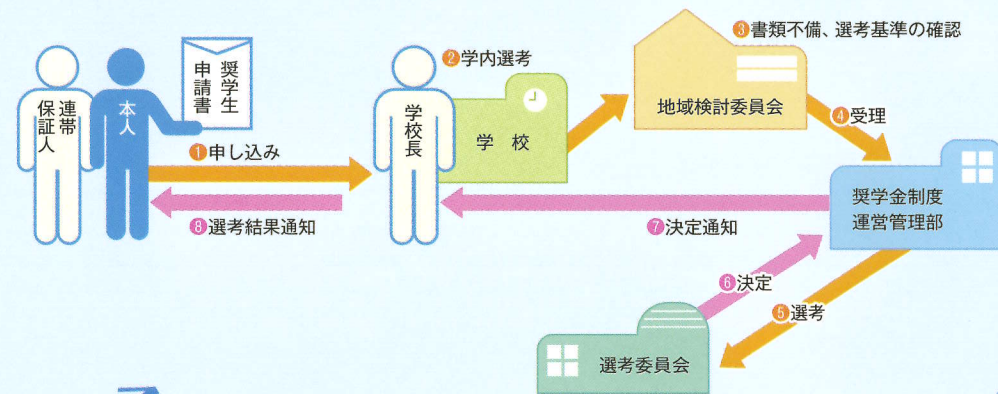 奨学生
申請書
連帯
保証人
本人
❶申し込み
❽選考結果通知
学校長
❷学内選考
学 校
❸書類不備、選考基準の確認
地域検討委員会
❹受理
奨学金制度
運営管理部
❼決定通知
❻決定
❺選考
選考委員会